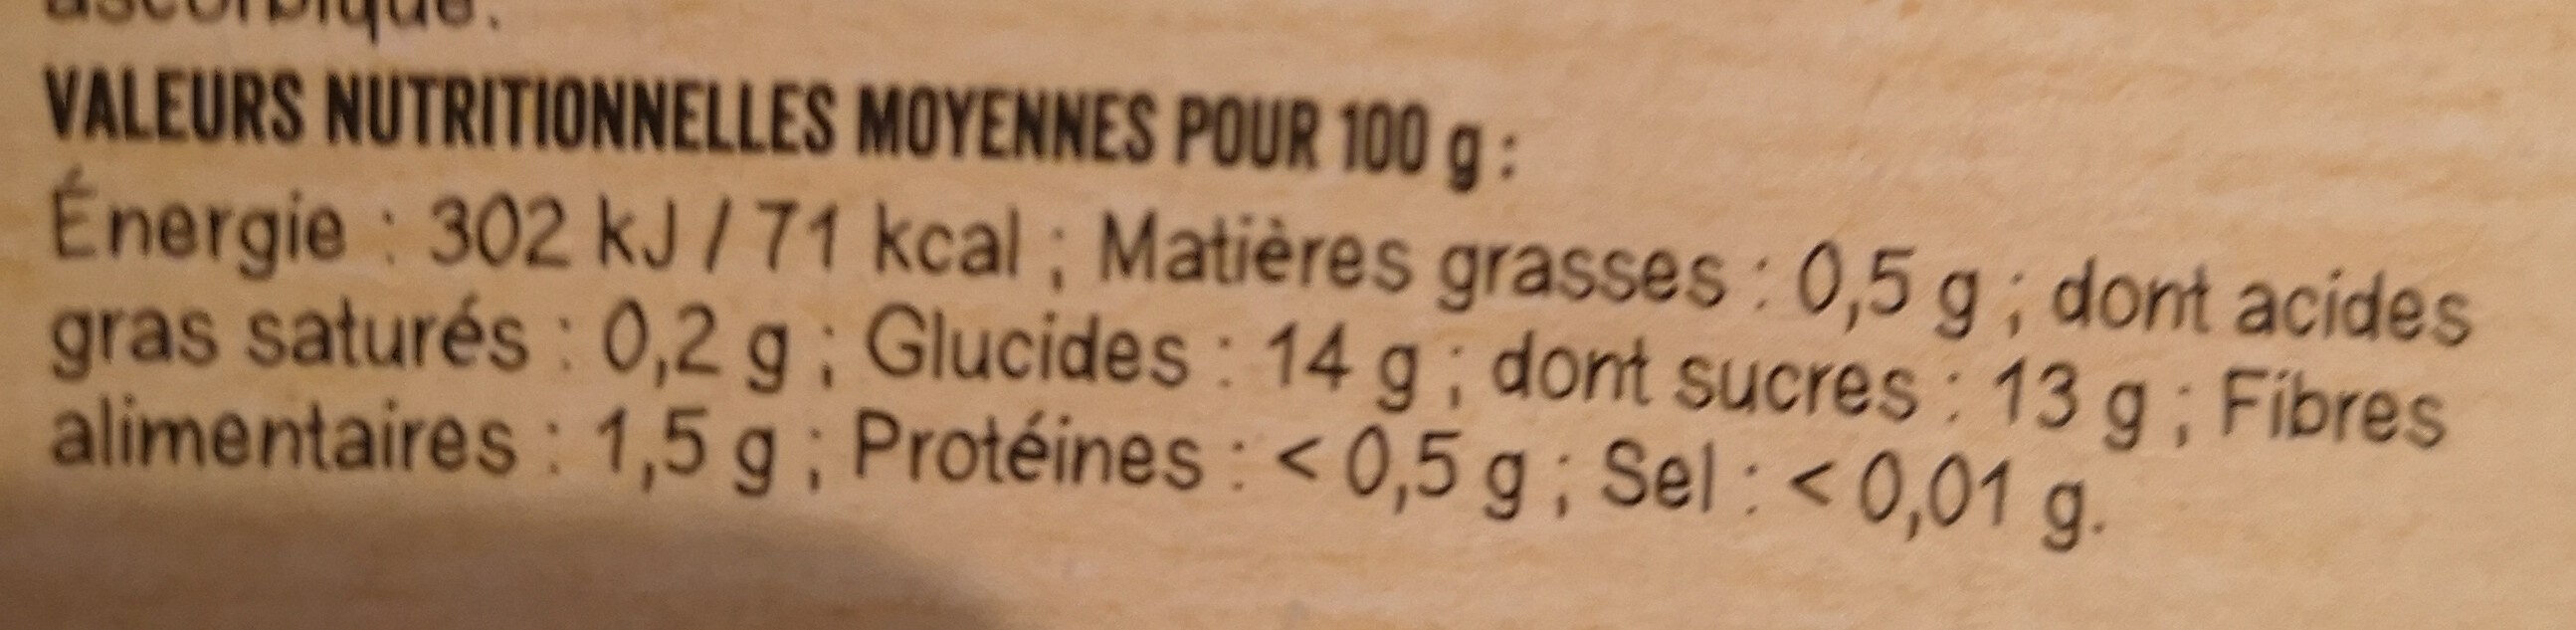 ascorbique.
VALEURS NUTRITIONNELLES MOYENNES POUR 100 g :
Énergie : 302 kJ / 71 kcal ; Matières grasses : 0,5 g ; dont acides
gras saturés : 0,2 g ; Glucides : 14 g ; dont sucres : 13 g ; Fibres
alimentaires : 1,5 g ; Protéines : < 0,5 g ; Sel : < 0,01 g.